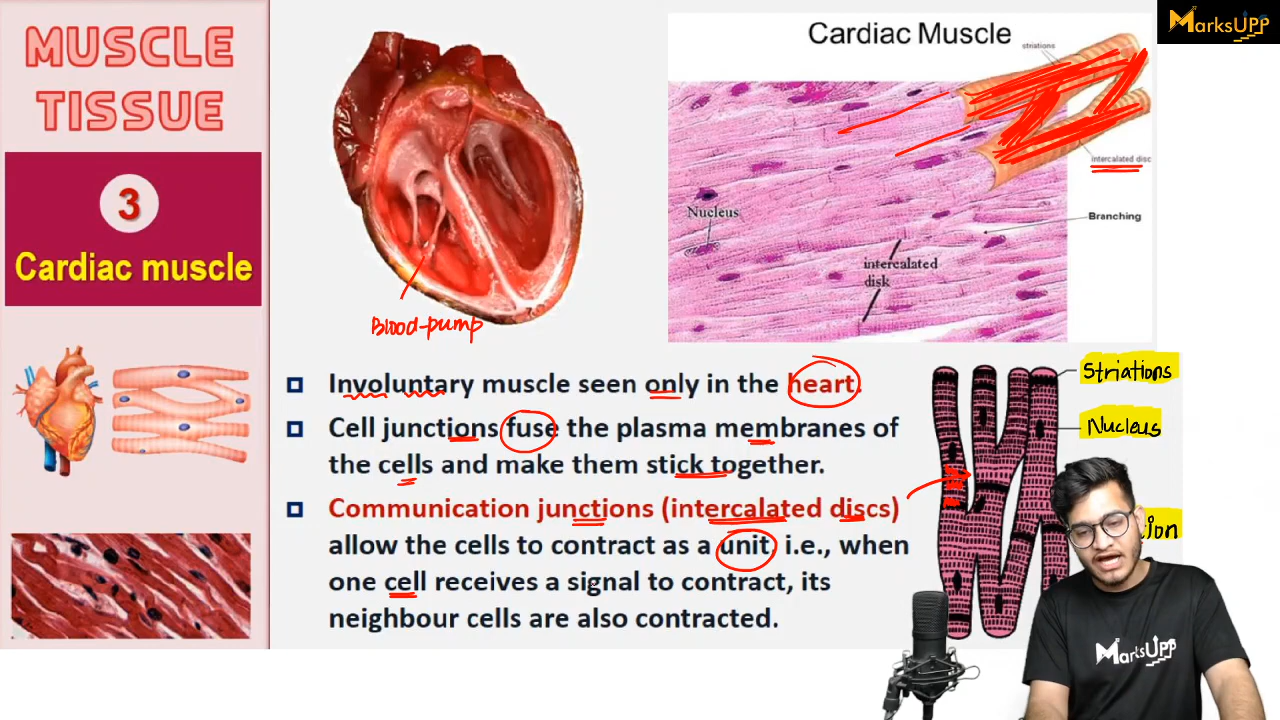 MUSCLE
TISSUE
3
Cardiac muscle
MarksUPP
Cardiac Muscle
striations
intercalated disc
Nucleus
Branching
intercalated
disk
Blood-pump
Involuntary muscle seen only in the heart.
Cell junctions fuse the plasma membranes of
the cells and make them stick together.
Communication junctions (intercalated discs)
allow the cells to contract as a unit, i.e., when
one cell receives a signal to contract, its
neighbour cells are also contracted.
Striations
Nucleus
MarksUPP